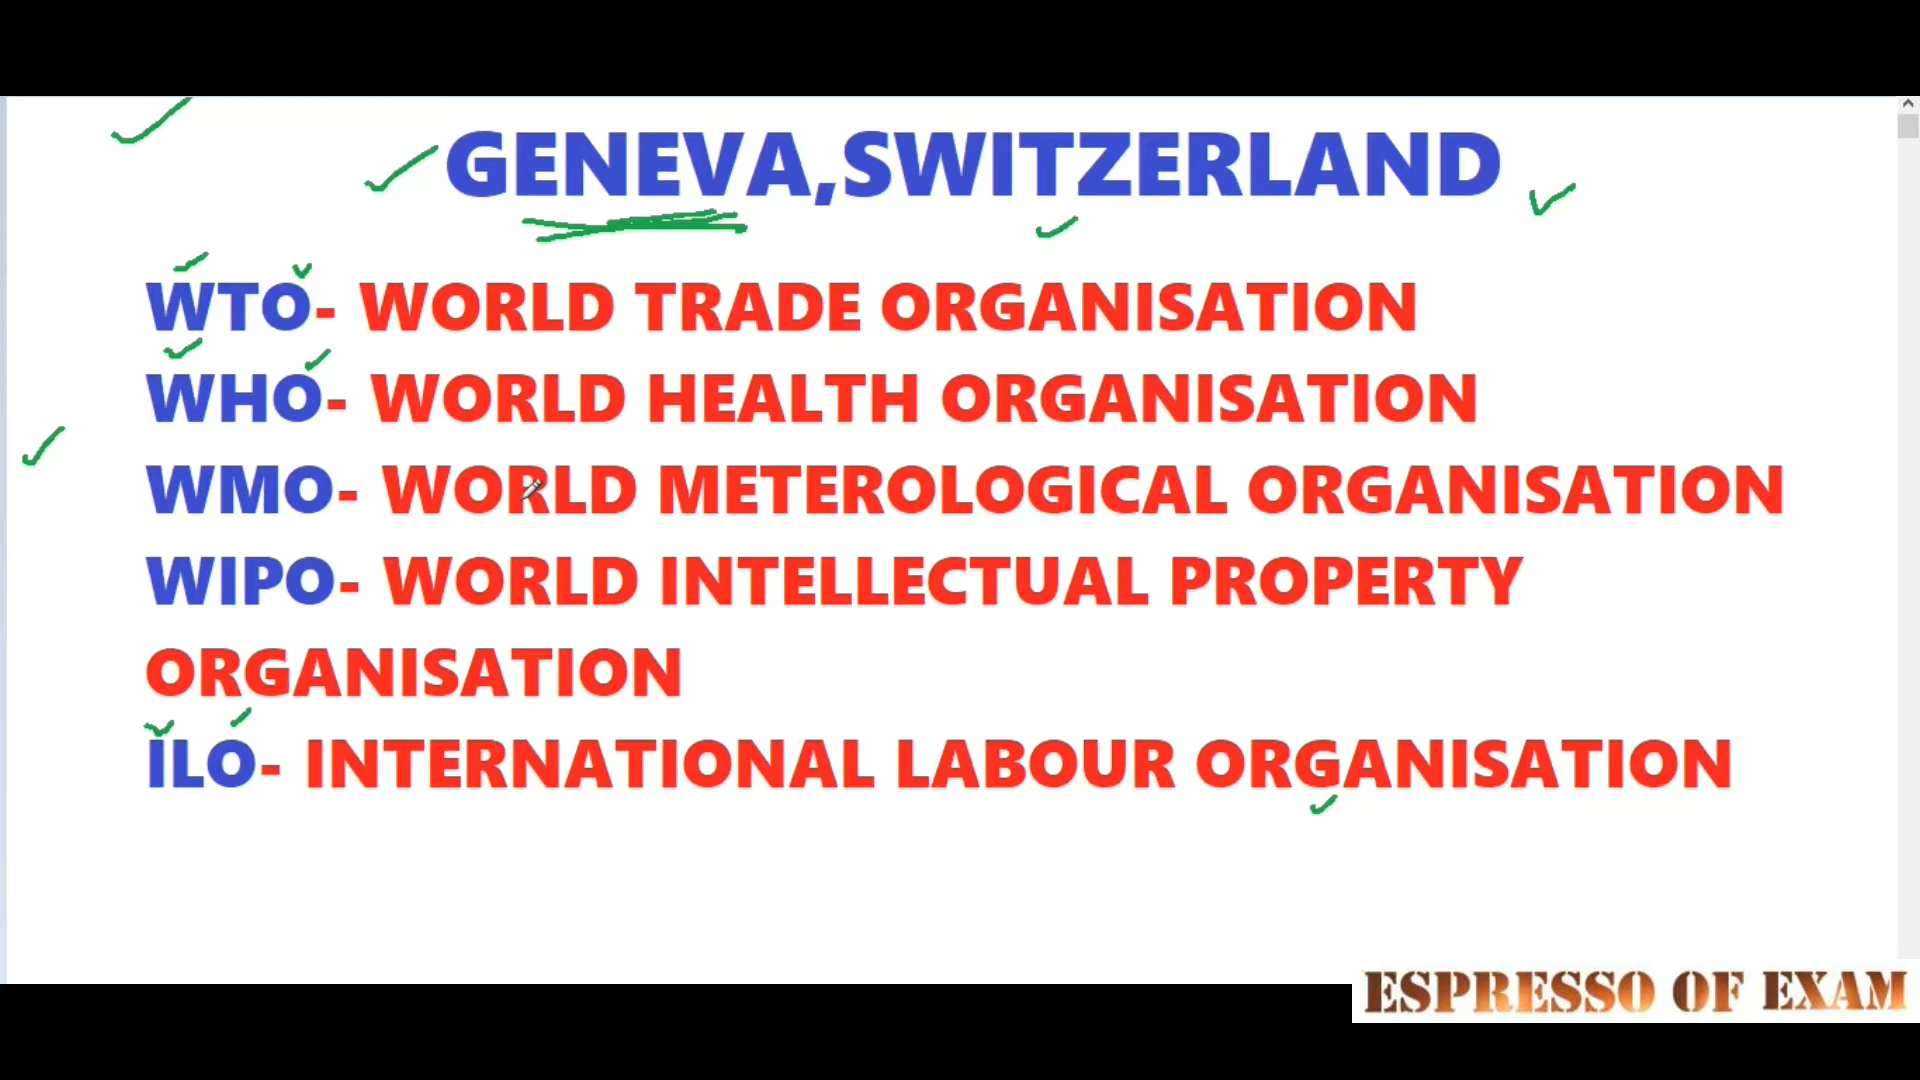 GENEVA,SWITZERLAND
WTO- WORLD TRADE ORGANISATION
WHO- WORLD HEALTH ORGANISATION
WMO- WORLD METEROLOGICAL ORGANISATION
WIPO- WORLD INTELLECTUAL PROPERTY
ORGANISATION
ILO- INTERNATIONAL LABOUR ORGANISATION
ESPRESSO OF EXAM